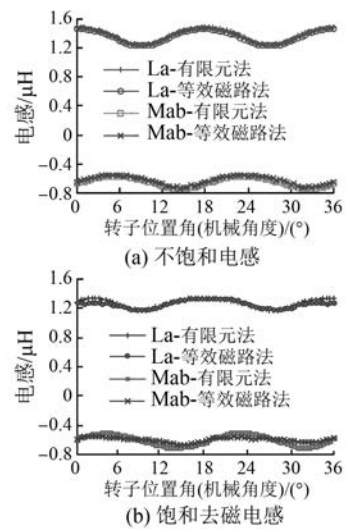 (a)
1.6
1.2
0.8
0.4
0
-0.4
-0.8
电感/μH
La-有限元法
La-等效磁路法
Mab-有限元法
Mab-等效磁路法
0 6 12 18 24 30 36
转子位置角(机械角度)/(°)
(a) 不饱和电感
1.6
1.2
0.8
0.4
0
-0.4
-0.8
电感/μH
La-有限元法
La-等效磁路法
Mab-有限元法
Mab-等效磁路法
0 6 12 18 24 30 36
转子位置角(机械角度)/(°)
(b) 饱和去磁电感